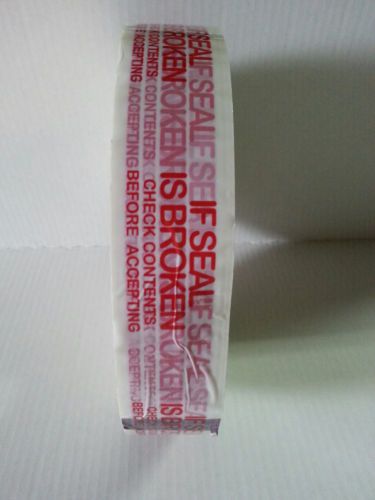 IF SEAL
IS BROKEN
CHECK CONTENTS
BEFORE ACCEPTING